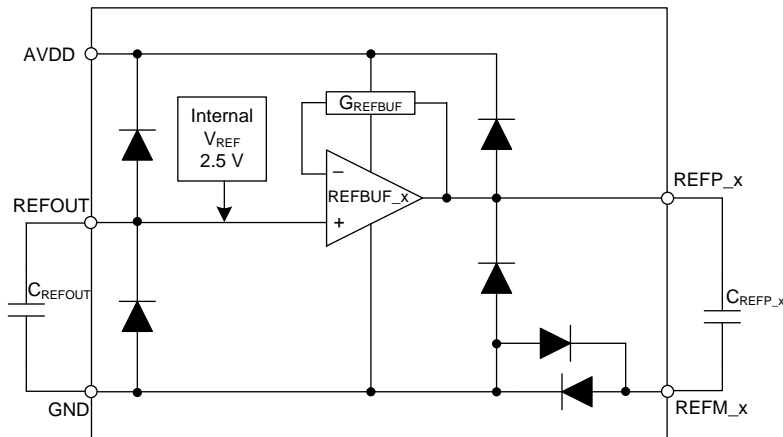 AVDD
Internal
VREF
2.5 V
GREFBUF
−
REFBUF_x
+
REFOUT
REFP_x
CREFOUT
CREFP_x
GND
REFM_x